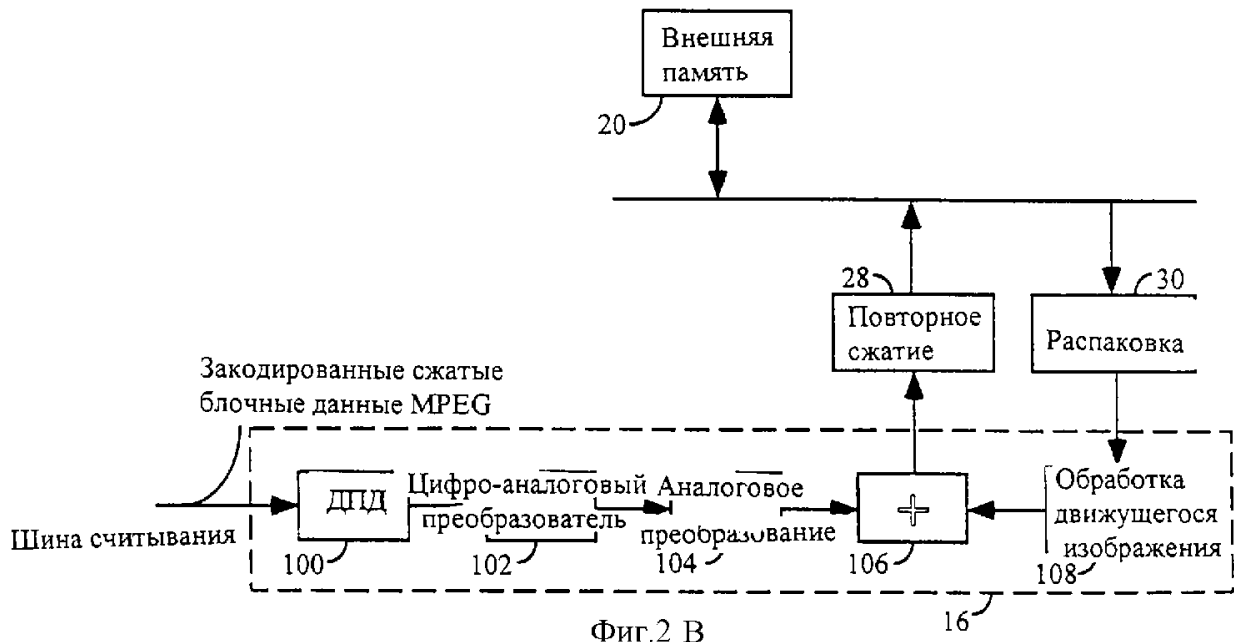 Внешняя
память
20
28
30
Повторное
сжатие
Распаковка
Закодированные сжатые
блочные данные MPEG
Шина считывания
ДПД
100
Цифро-аналоговый
преобразователь
102
Аналоговое
преобразование
104
+
106
Обработка
движущегося
изображения
108
16
Фиг.2 В